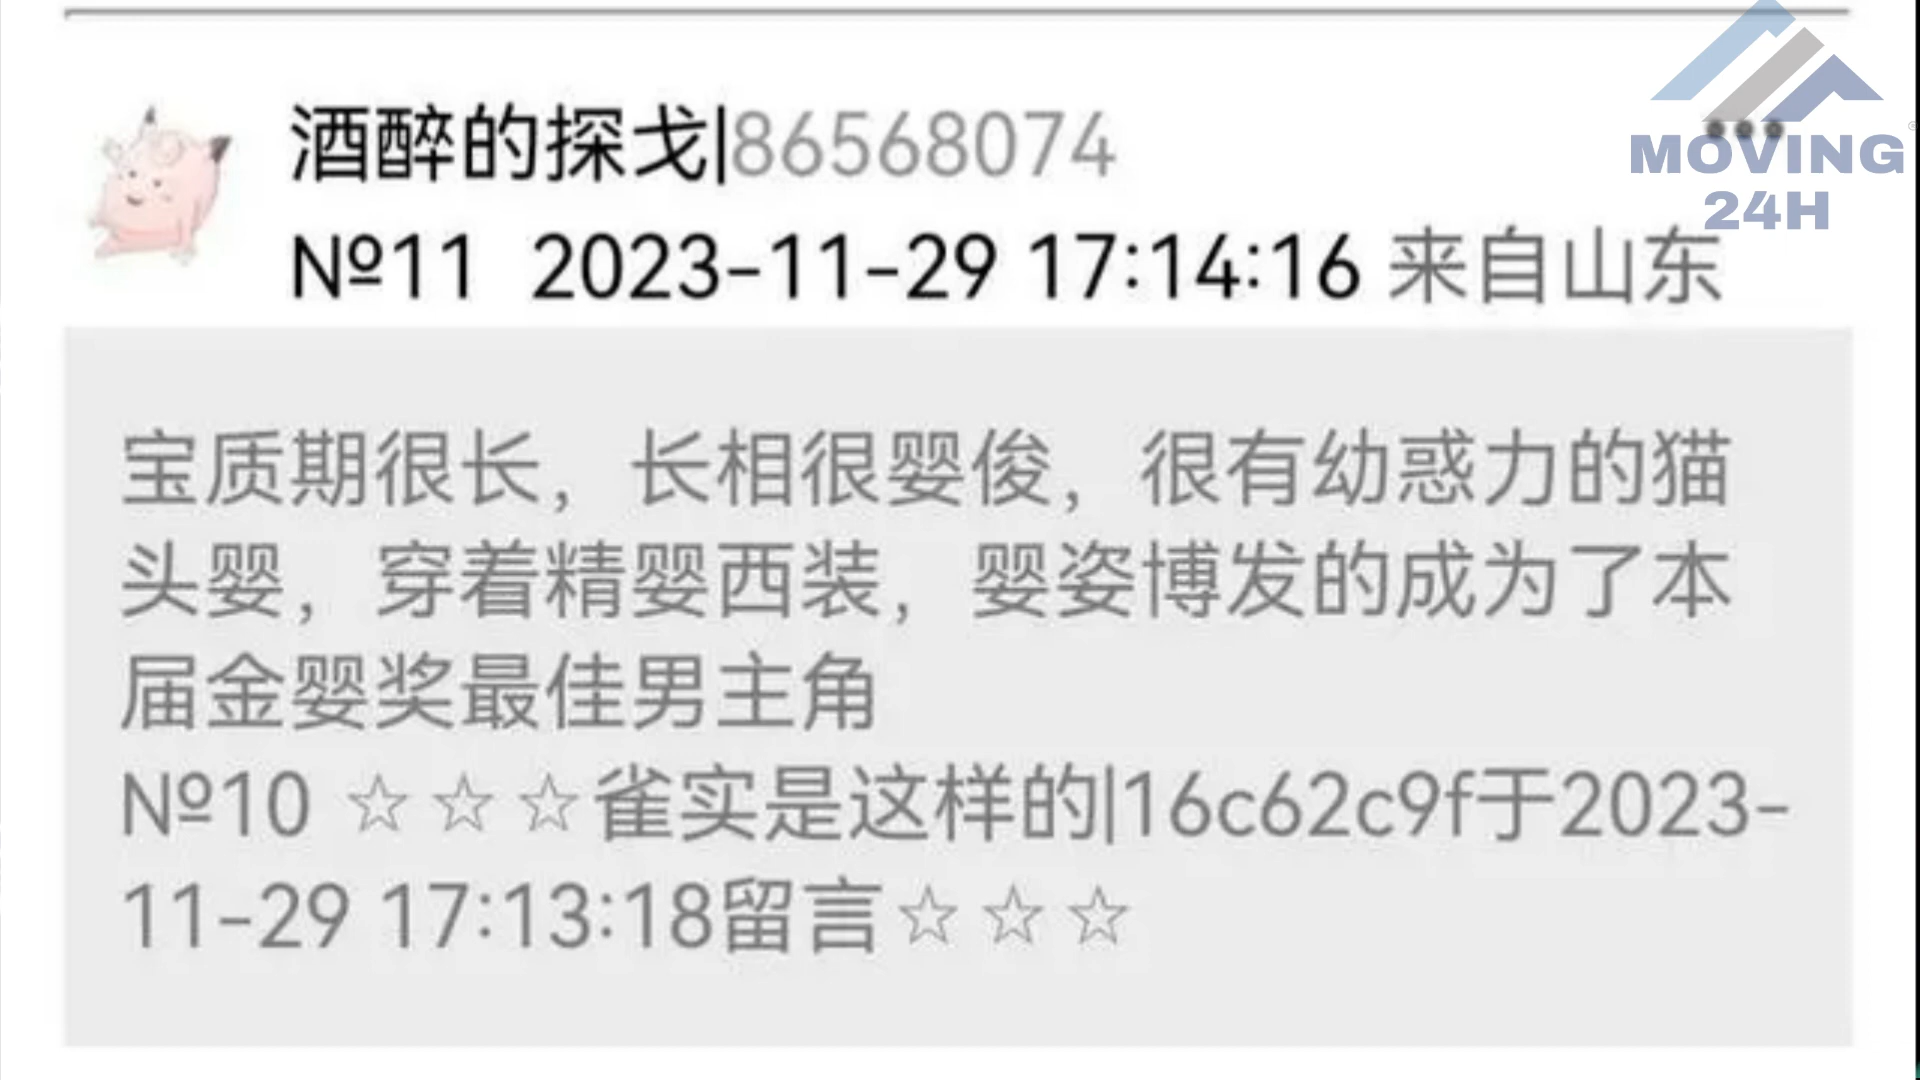 MOVING
24H
酒醉的探戈|86568074
№11 2023-11-29 17:14:16 来自山东
宝质期很长，长相很婴俊，很有幼惑力的猫
头婴，穿着精婴西装，婴姿博发的成为了本
届金婴奖最佳男主角
№10 ☆☆☆雀实是这样的|16c62c9f于2023-
11-29 17:13:18留言☆☆☆